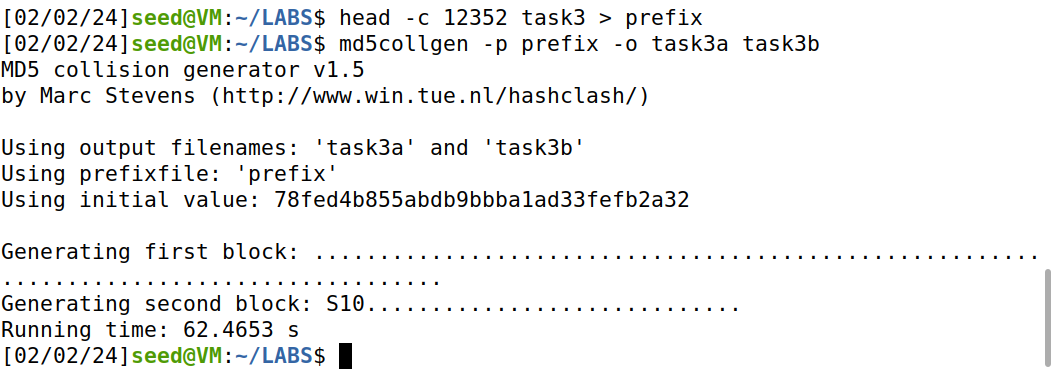 [02/02/24]seed@VM:~/LABS$ head -c 12352 task3 > prefix
[02/02/24]seed@VM:~/LABS$ md5collgen -p prefix -o task3a task3b
MD5 collision generator v1.5
by Marc Stevens (http://www.win.tue.nl/hashclash/)

Using output filenames: 'task3a' and 'task3b'
Using prefixfile: 'prefix'
Using initial value: 78fed4b855abdb9bbba1ad33fefb2a32

Generating first block: ........................................................
..................................
Generating second block: S10.............................
Running time: 62.4653 s
[02/02/24]seed@VM:~/LABS$